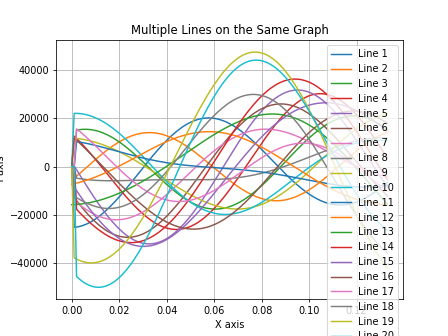 Multiple Lines on the Same Graph
40000
20000
0
−20000
−40000
0.00
0.02
0.04
0.06
0.08
0.10
X axis
axis
Line 1
Line 2
Line 3
Line 4
Line 5
Line 6
Line 7
Line 8
Line 9
Line 10
Line 11
Line 12
Line 13
Line 14
Line 15
Line 16
Line 17
Line 18
Line 19
Line 20